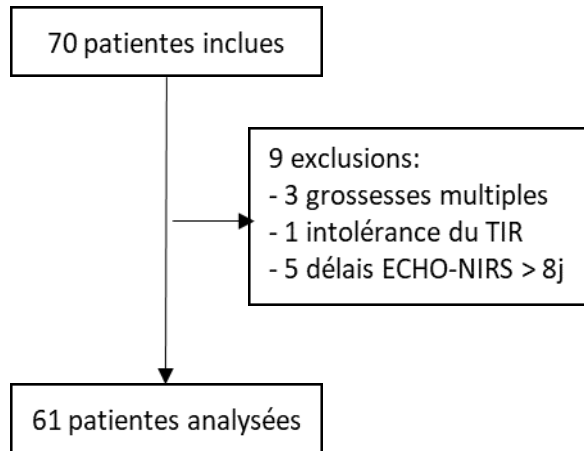 70 patientes inclues
9 exclusions:
- 3 grossesses multiples
- 1 intolérance du TIR
- 5 délais ECHO-NIRS > 8j
61 patientes analysées